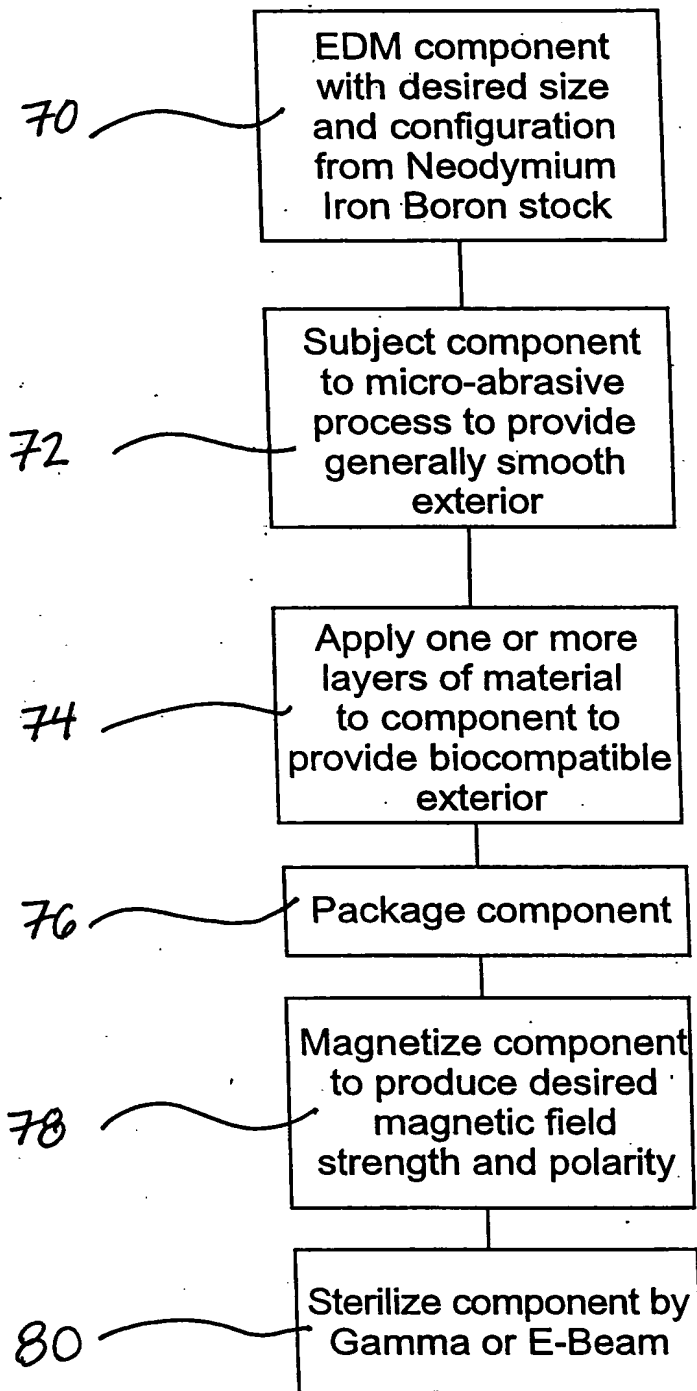 EDM component
with desired size
and configuration
from Neodymium
Iron Boron stock
70
Subject component
to micro-abrasive
process to provide
generally smooth
exterior
72
Apply one or more
layers of material
to component to
provide biocompatible
exterior
74
Package component
76
Magnetize component
to produce desired
magnetic field
strength and polarity
78
Sterilize component by
Gamma or E-Beam
80